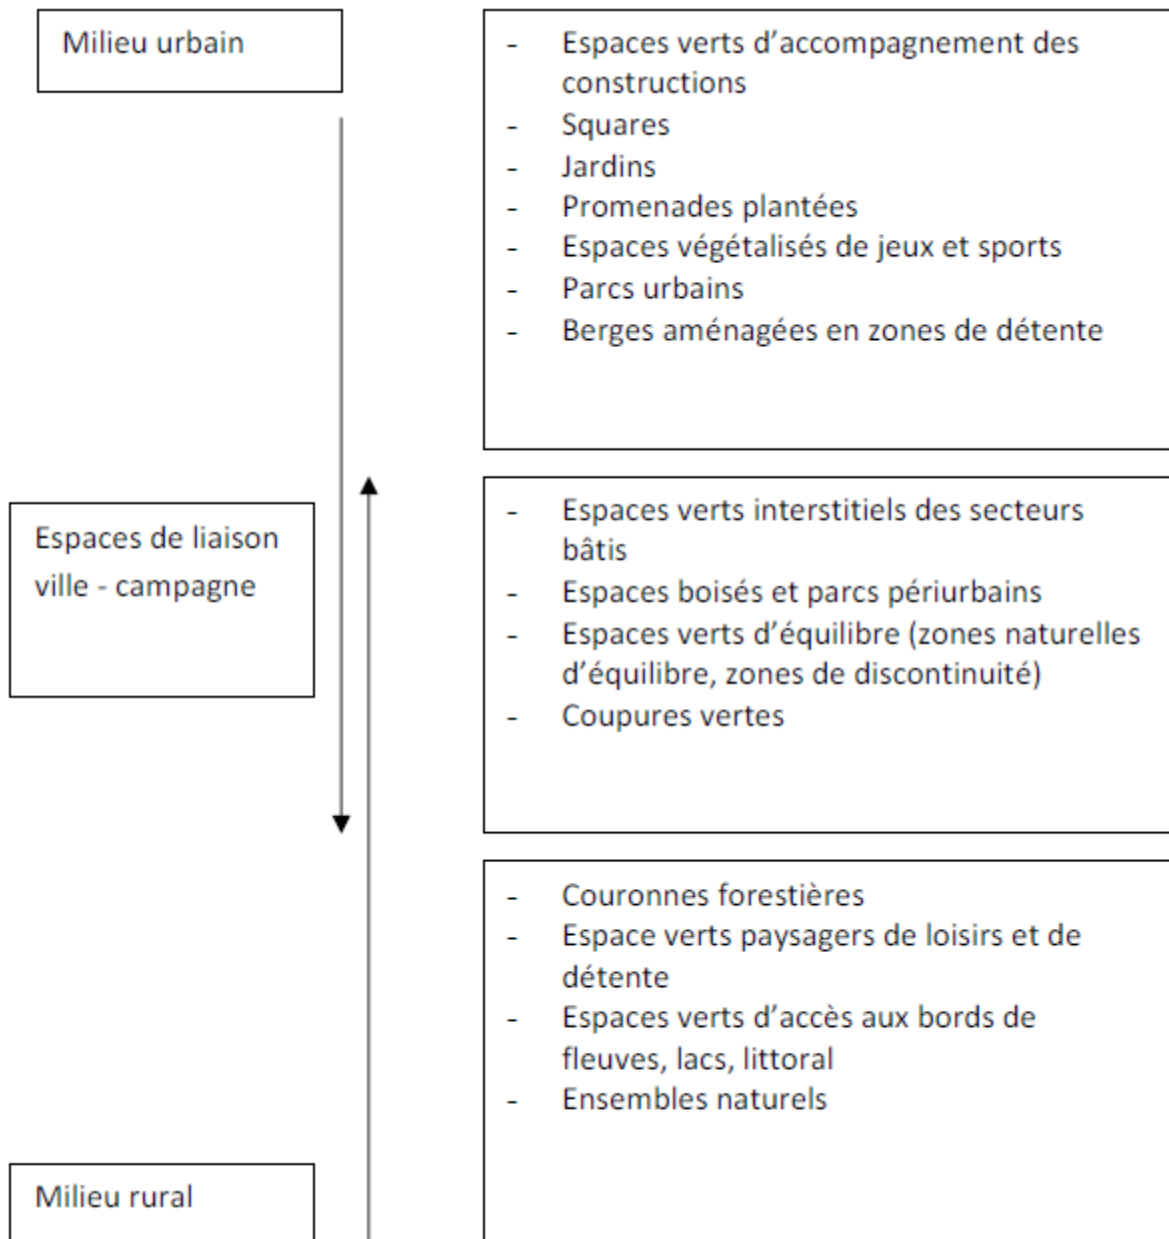 Milieu urbain
- Espaces verts d'accompagnement des
constructions
- Squares
- Jardins
- Promenades plantées
- Espaces végétalisés de jeux et sports
- Parcs urbains
- Berges aménagées en zones de détente
Espaces de liaison
ville - campagne
- Espaces verts interstitiels des secteurs
bâtis
- Espaces boisés et parcs périurbains
- Espaces verts d'équilibre (zones naturelles
d'équilibre, zones de discontinuité)
- Coupures vertes
- Couronnes forestières
- Espace verts paysagers de loisirs et de
détente
- Espaces verts d'accès aux bords de
fleuves, lacs, littoral
- Ensembles naturels
Milieu rural